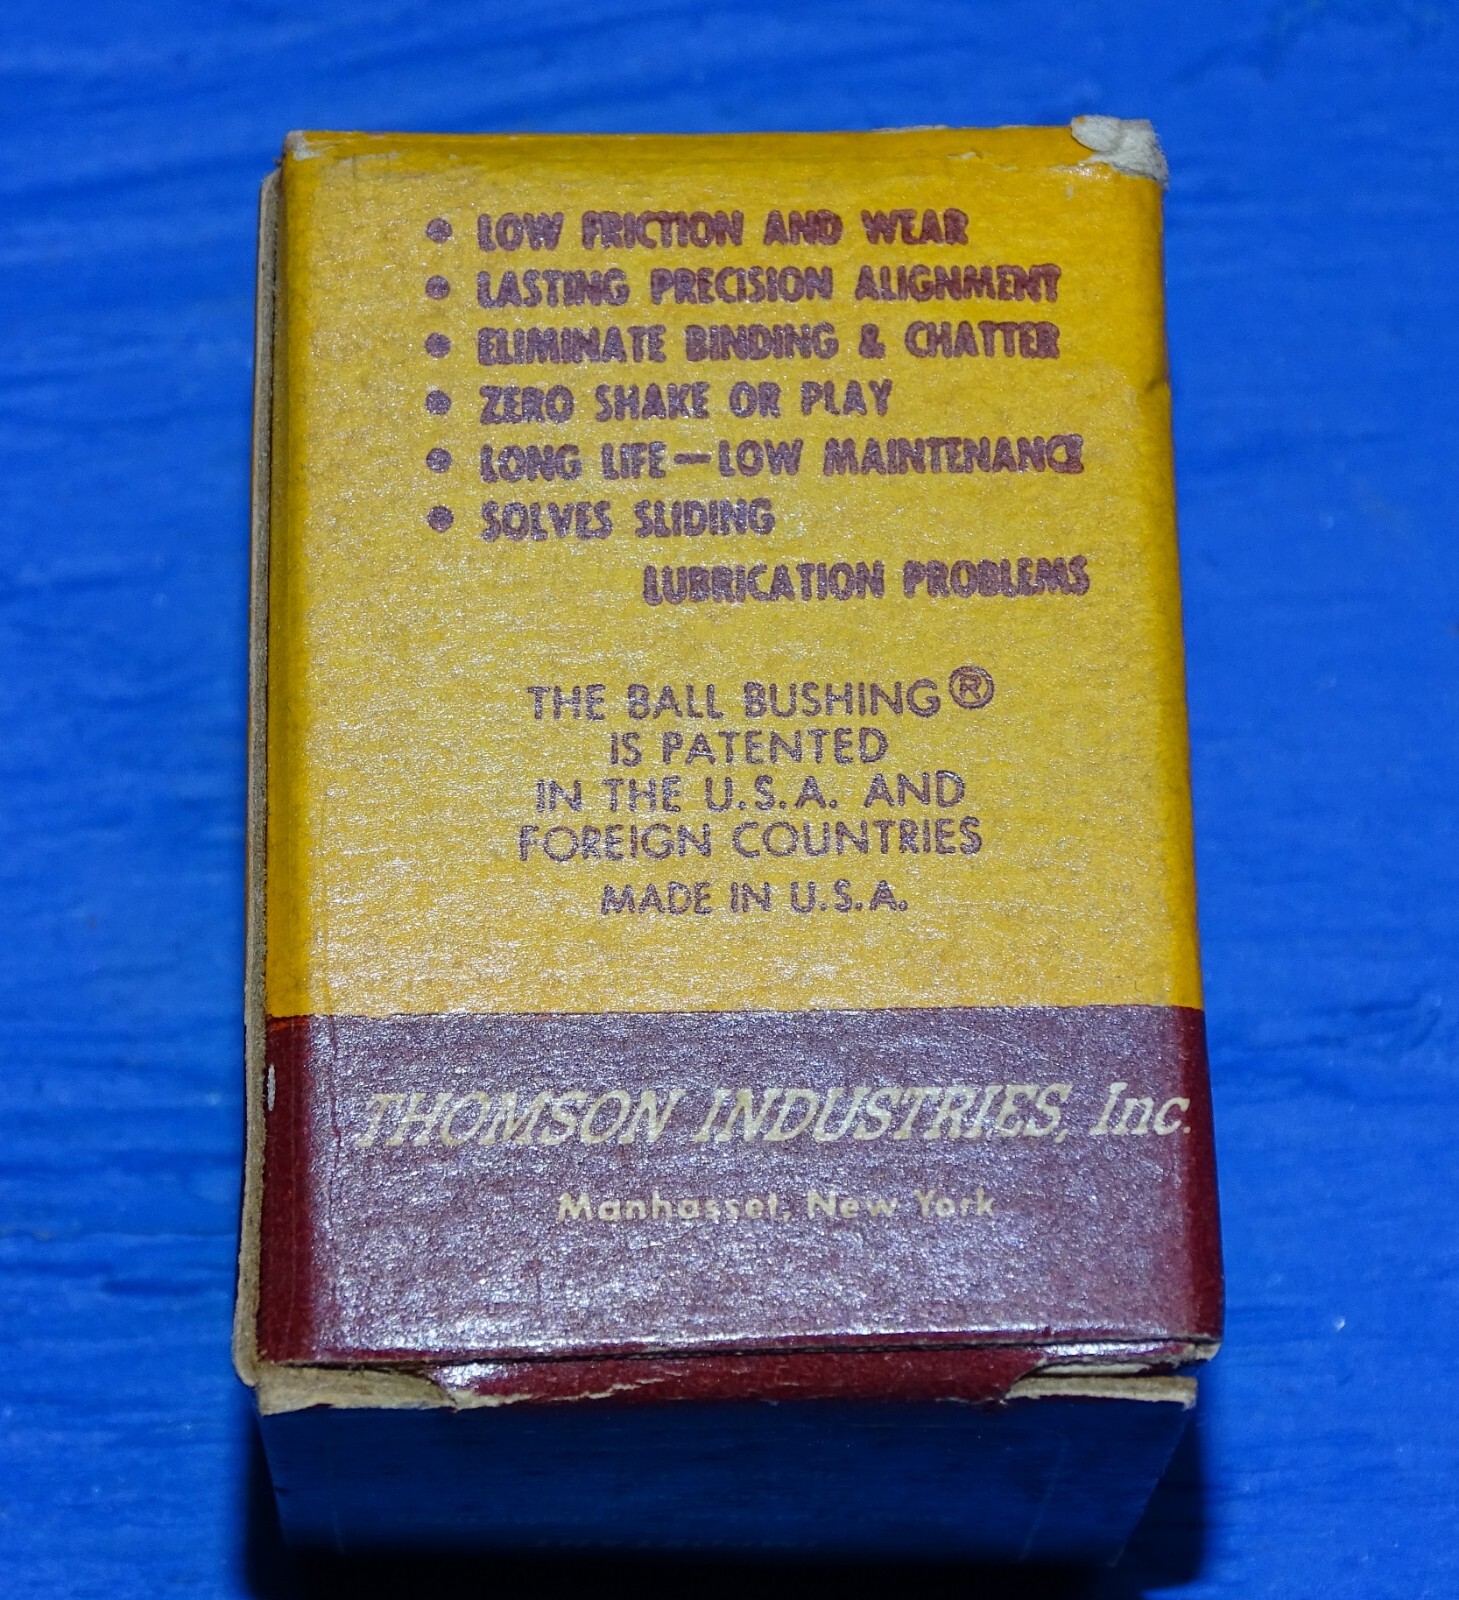 • LOW FRICTION AND WEAR
• LASTING PRECISION ALIGNMENT
• ELIMINATE BINDING & CHATTER
• ZERO SHAKE OR PLAY
• LONG LIFE—LOW MAINTENANCE
• SOLVES SLIDING
LUBRICATION PROBLEMS
THE BALL BUSHING®
IS PATENTED
IN THE U.S.A. AND
FOREIGN COUNTRIES
MADE IN U.S.A.
THOMSON INDUSTRIES, Inc.
Manhasset, New York